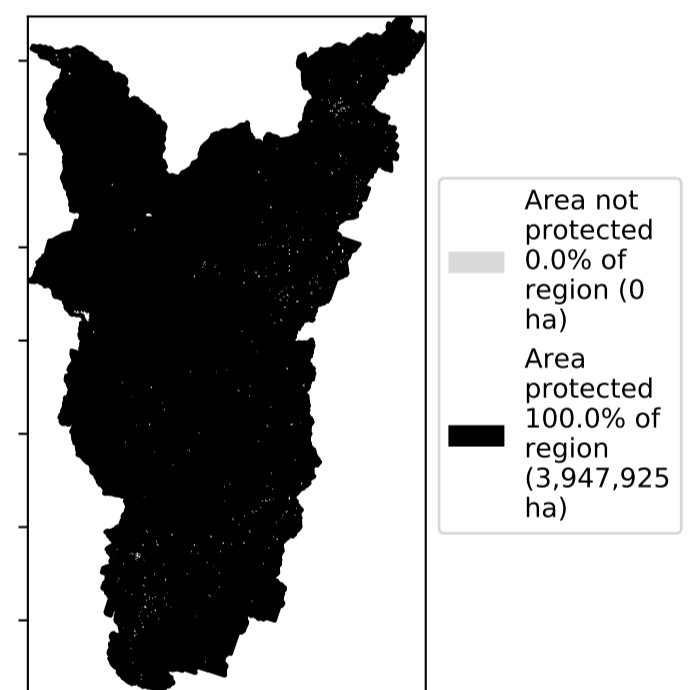 Area not
protected
0.0% of
region (0
ha)
Area
protected
100.0% of
region
(3,947,925
ha)